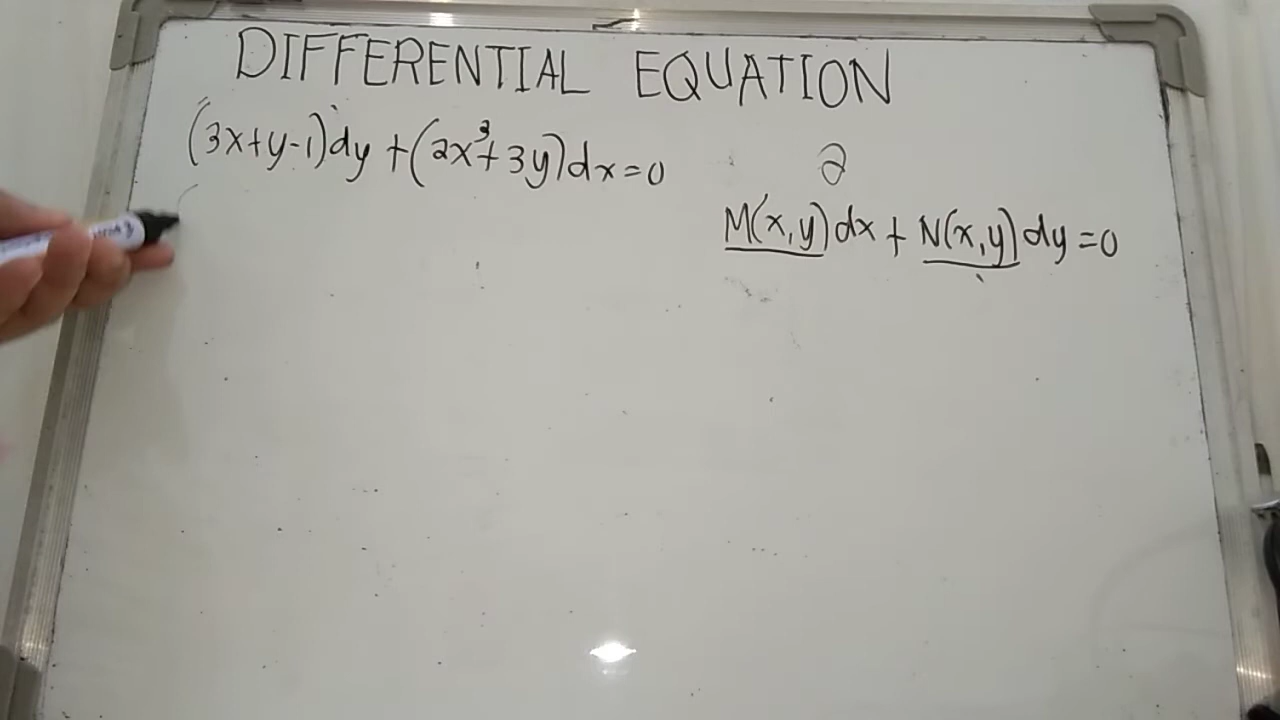 DIFFERENTIAL EQUATION
(3x+y-1)dy+(2x³+3y)dx=0
∂
M(x,y)dx+N(x,y)dy=0